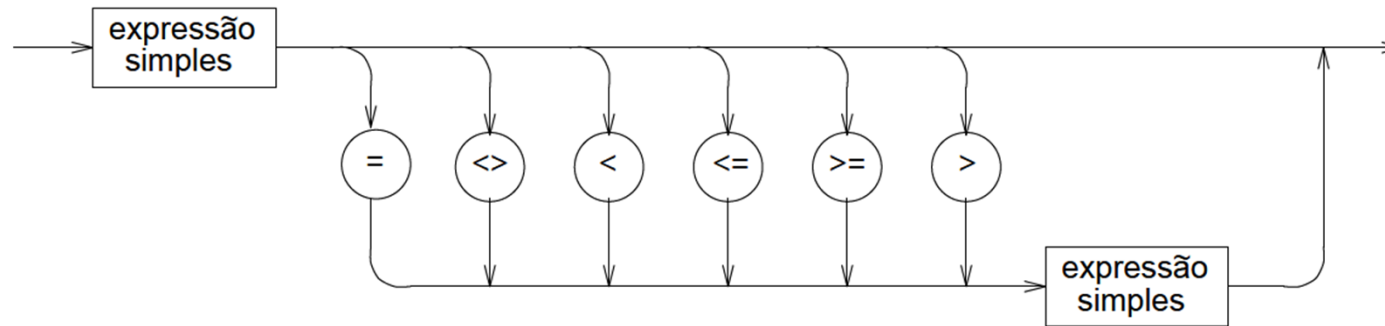 expressão
simples
= <> < <= >= >
expressão
simples